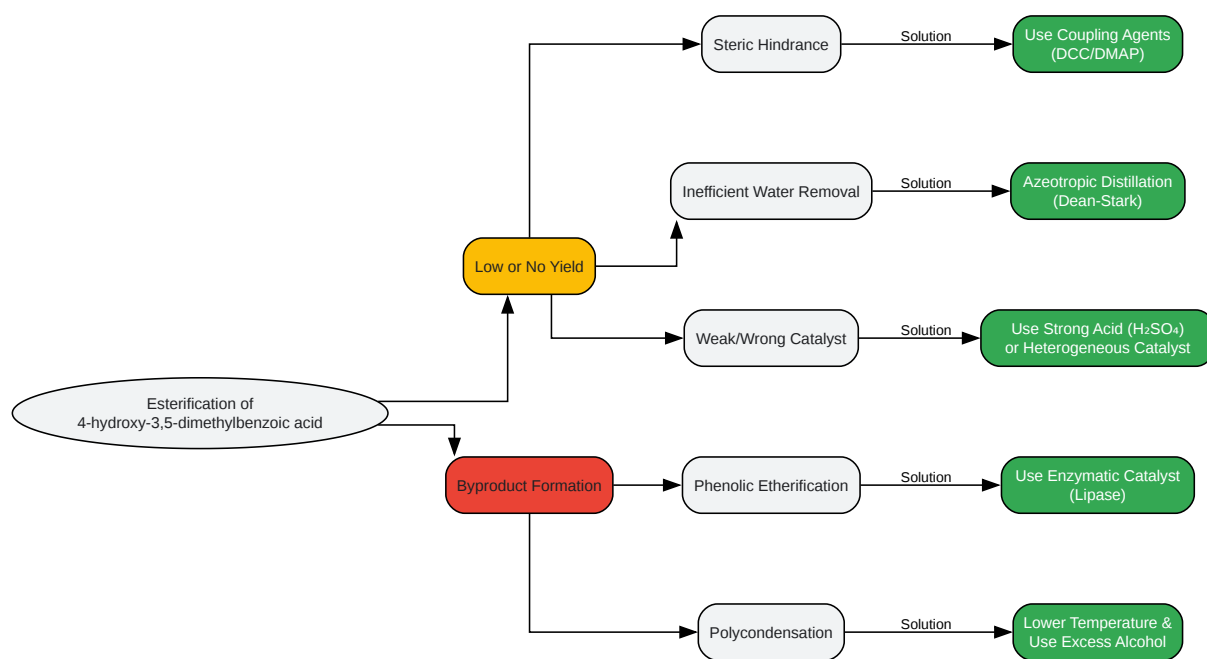 Steric Hindrance
Solution
Use Coupling Agents
(DCC/DMAP)
Inefficient Water Removal
Solution
Azeotropic Distillation
(Dean-Stark)
Low or No Yield
Weak/Wrong Catalyst
Solution
Use Strong Acid (H₂SO₄)
or Heterogeneous Catalyst
Esterification of
4-hydroxy-3,5-dimethylbenzoic acid
Byproduct Formation
Phenolic Etherification
Solution
Use Enzymatic Catalyst
(Lipase)
Polycondensation
Solution
Lower Temperature &
Use Excess Alcohol